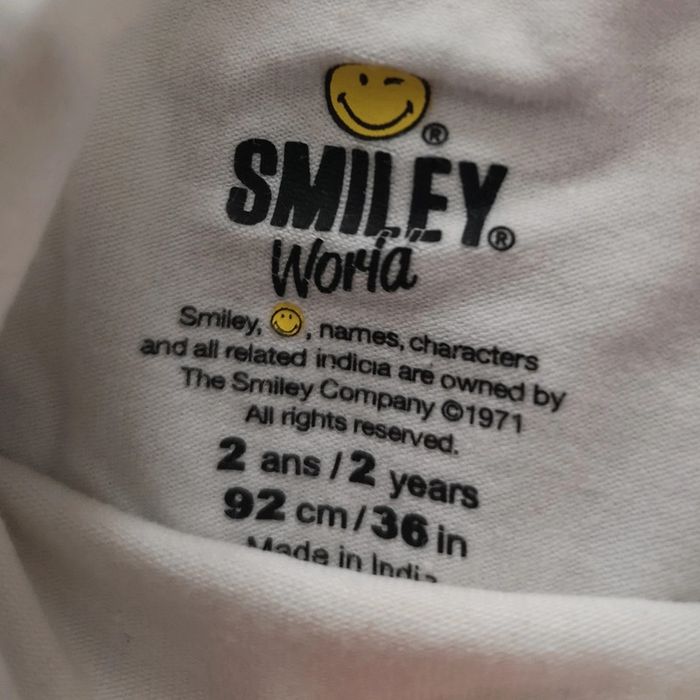 ®
SMILEY®
World
Smiley, , names, characters
and all related indicia are owned by
The Smiley Company ©1971
All rights reserved.
2 ans / 2 years
92 cm / 36 in
Made in India